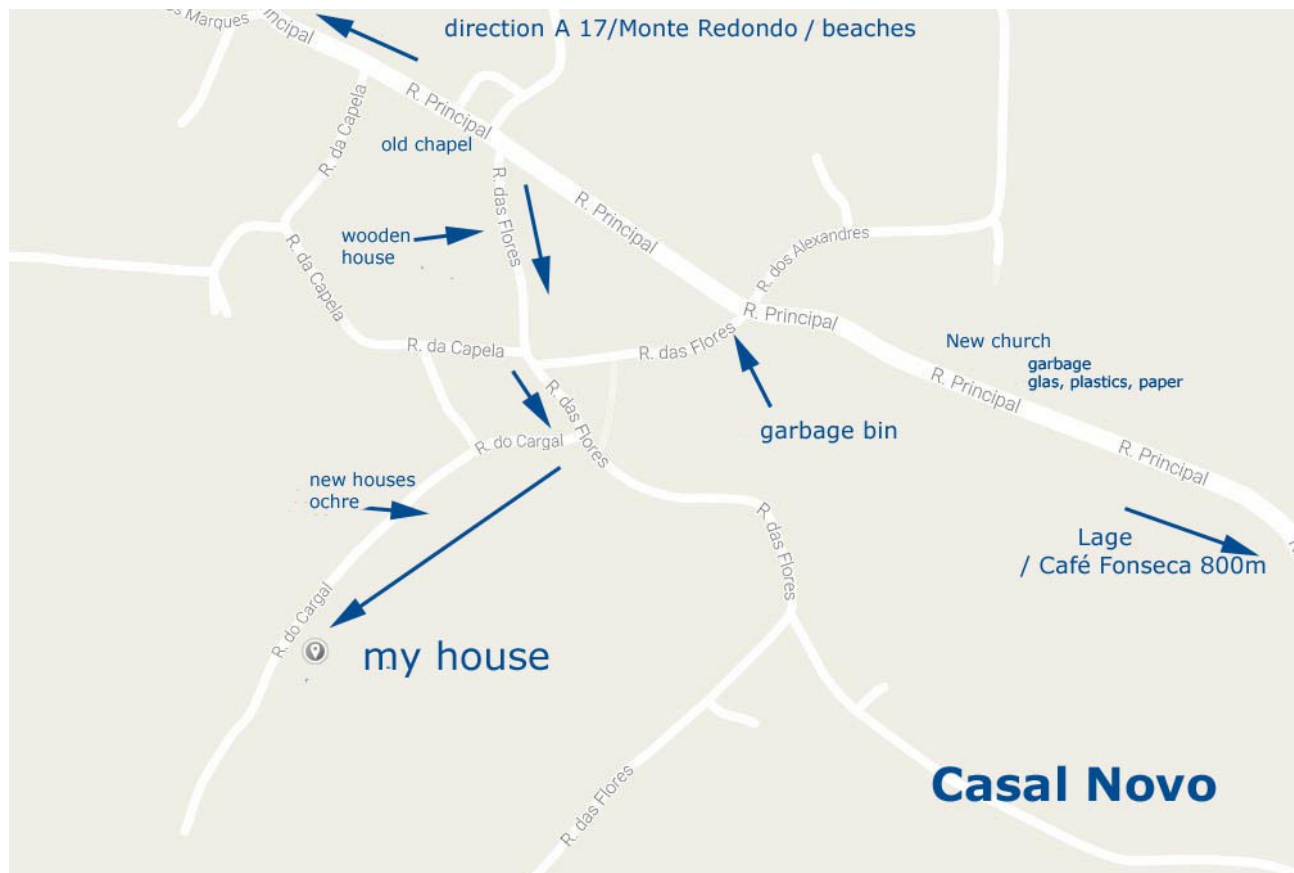 s Marques
Principal
direction A 17/Monte Redondo / beaches
R. Principal
R. da Capela
old chapel
R. das Flores
R. Principal
wooden
house
R. dos Alexandres
R. da Capela
R. Principal
R. da Capela
R. das Flores
New church
garbage
glas, plastics, paper
R. Principal
R. das Flores
garbage bin
R. do Cargal
R. Principal
new houses
ochre
R. das Flores
Lage
/ Café Fonseca 800m
R. do Cargal
my house
Casal Novo
R. das Flores